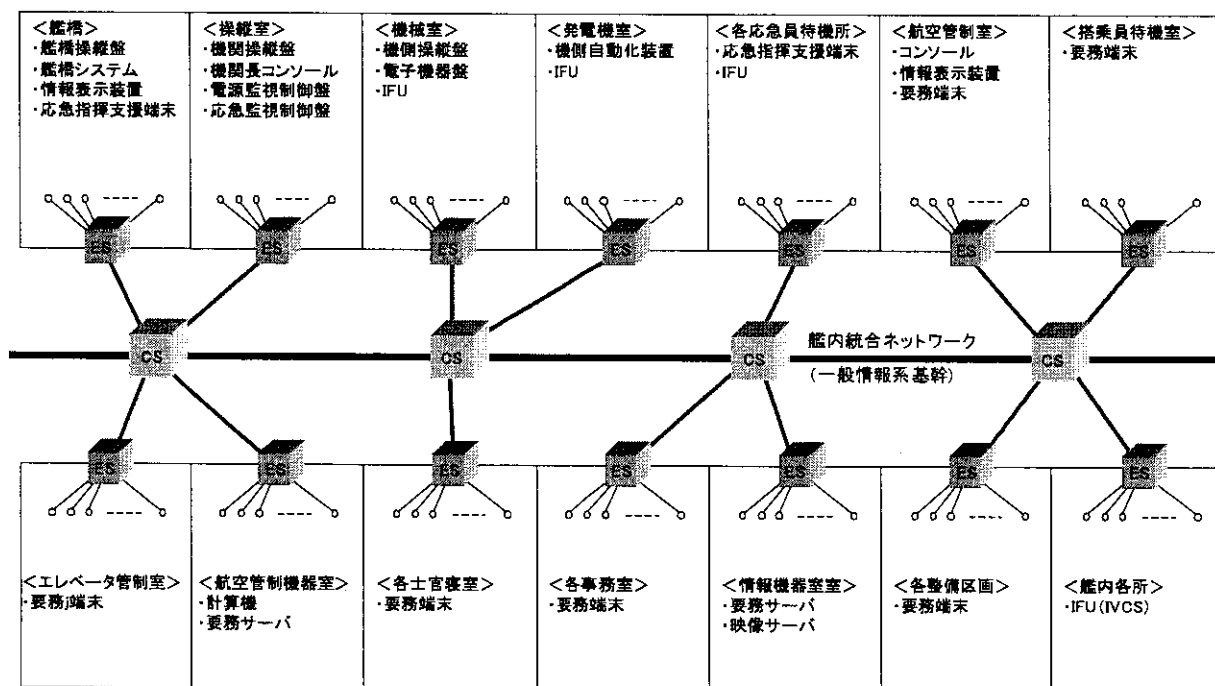 <艦橋>
・艦橋操縦盤
・艦橋システム
・情報表示装置
・応急指揮支援端末
<操縦室>
・機関操縦盤
・機関長コンソール
・電源監視制御盤
・応急監視制御盤
<機械室>
・機側操縦盤
・電子機器盤
・IFU
<発電機室>
・機側自動化装置
・IFU
<各応急員待機所>
・応急指揮支援端末
・IFU
<航空管制室>
・コンソール
・情報表示装置
・要務端末
<搭乗員待機室>
・要務端末
ES
ES
ES
ES
ES
ES
ES
CS
CS
CS
CS
艦内統合ネットワーク
(一般情報系基幹)
ES
ES
ES
ES
ES
ES
ES
<エレベータ管制室>
・要務j端末
<航空管制機器室>
・計算機
・要務サーバ
<各士官寝室>
・要務端末
<各事務室>
・要務端末
<情報機器室室>
・要務サーバ
・映像サーバ
<各整備区画>
・要務端末
<艦内各所>
・IFU(IVCS)